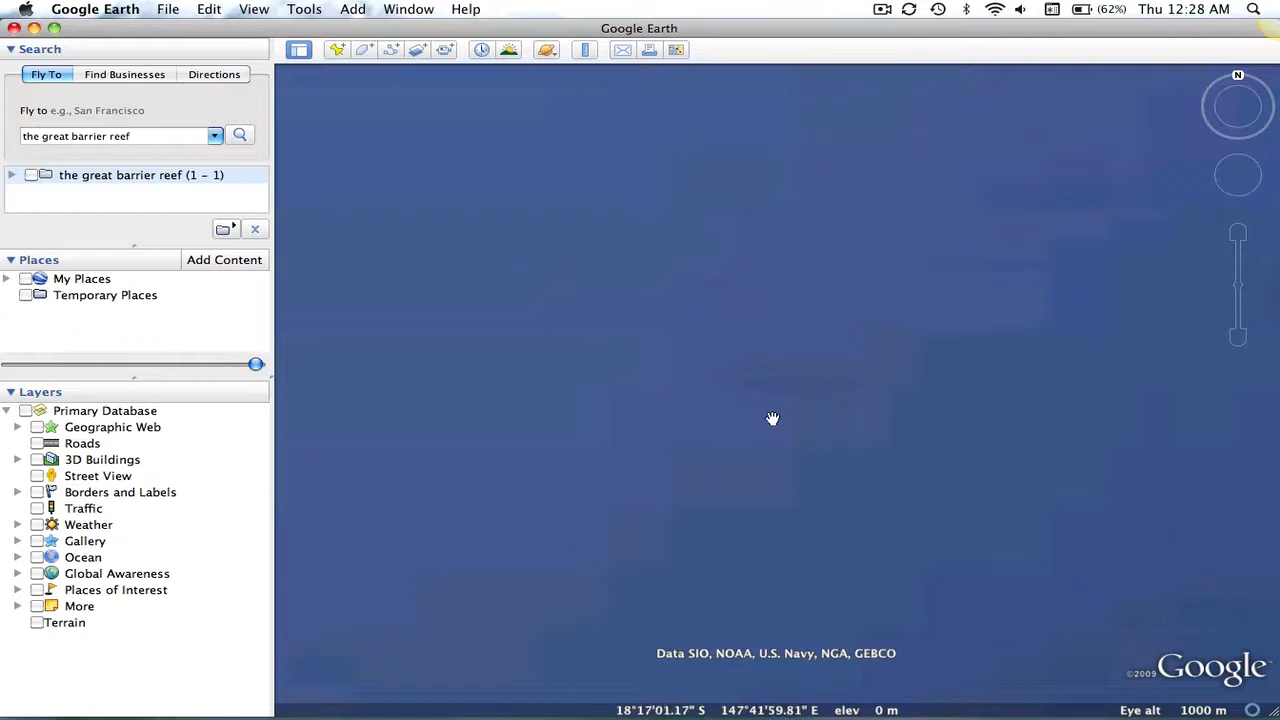 Google Earth File Edit View Tools Add Window Help (62%) Thu 12:28 AM
Google Earth
Search
Fly To Find Businesses Directions
Fly to e.g., San Francisco
the great barrier reef
the great barrier reef (1 – 1)
Places Add Content
My Places
Temporary Places
Layers
Primary Database
Geographic Web
Roads
3D Buildings
Street View
Borders and Labels
Traffic
Weather
Gallery
Ocean
Global Awareness
Places of Interest
More
Terrain
N
Data SIO, NOAA, U.S. Navy, NGA, GEBCO
©2009 Google
18°17'01.17" S 147°41'59.81" E elev 0 m Eye alt 1000 m